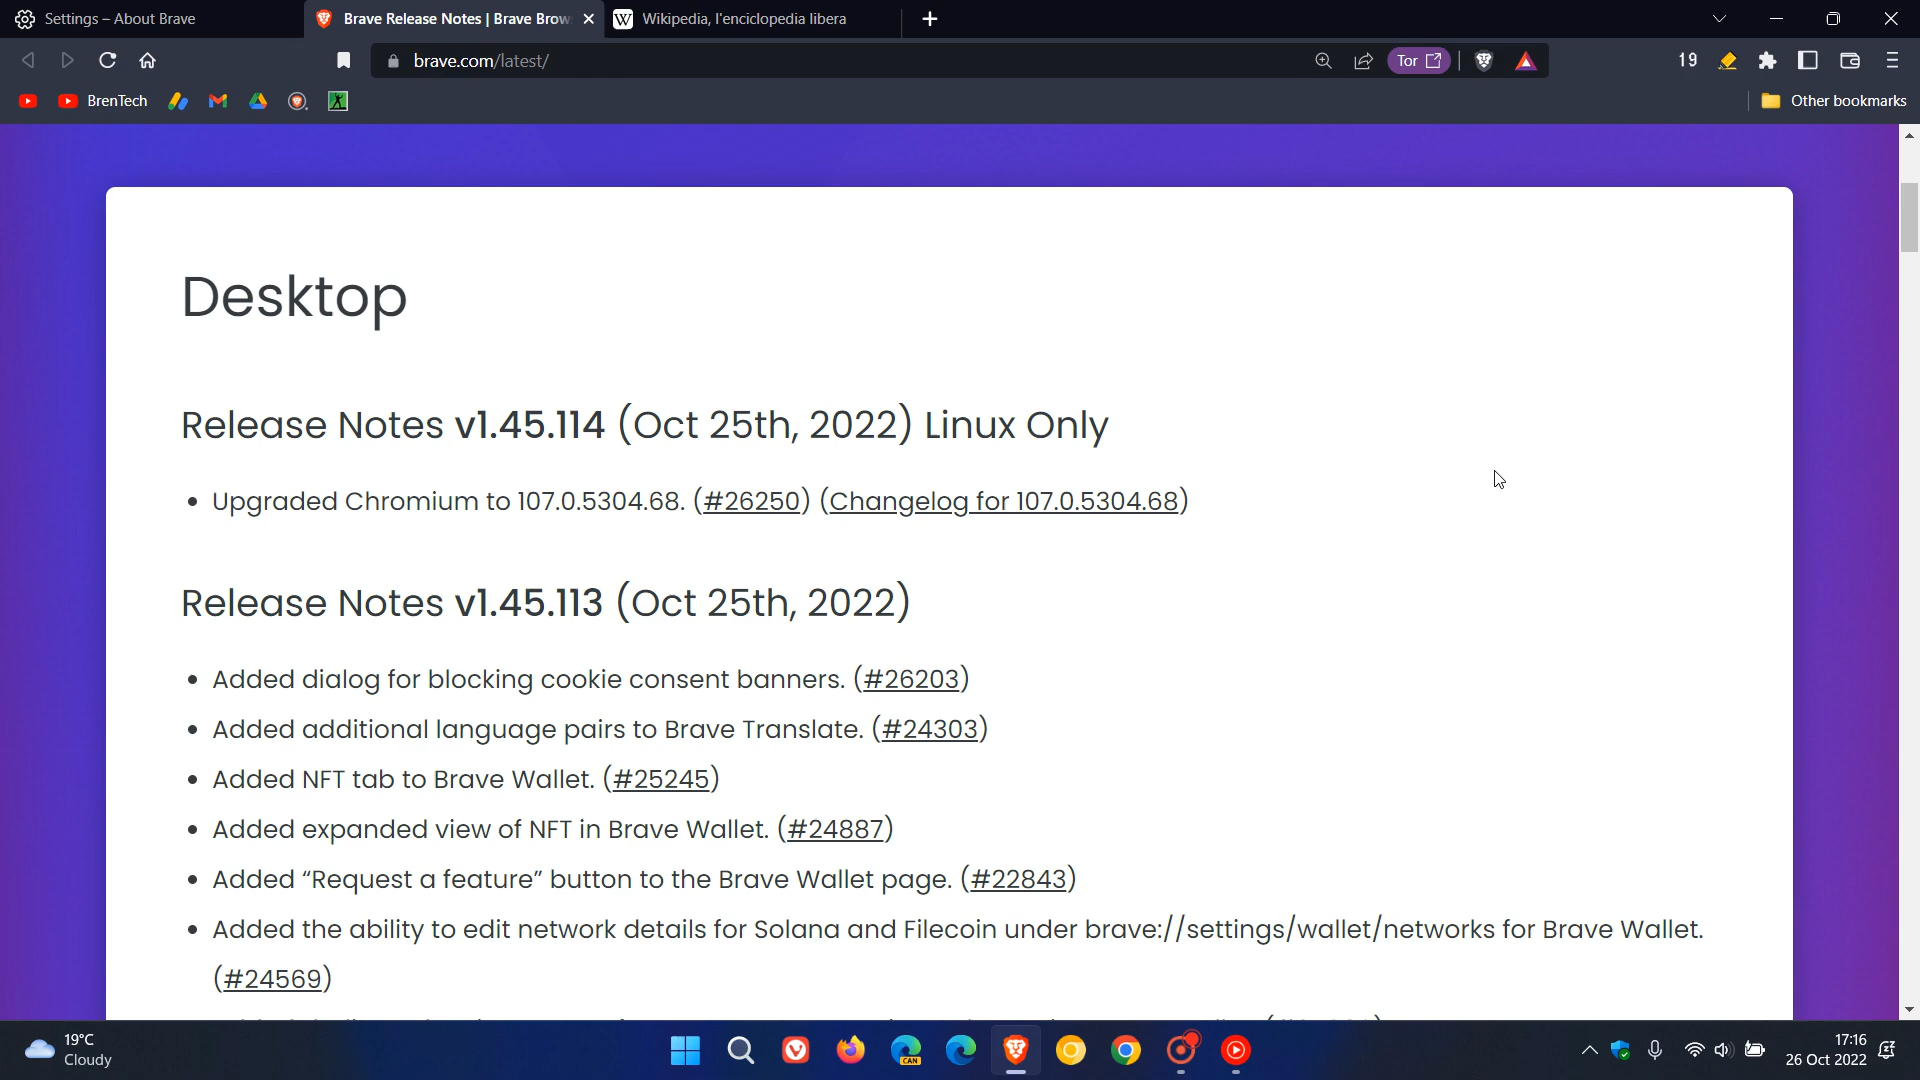 Settings – About Brave
Brave Release Notes | Brave Brow
Wikipedia, l'enciclopedia libera
brave.com/latest/
Tor
19
BrenTech
Other bookmarks
Desktop
Release Notes v1.45.114 (Oct 25th, 2022) Linux Only
Upgraded Chromium to 107.0.5304.68. (#26250) (Changelog for 107.0.5304.68)
Release Notes v1.45.113 (Oct 25th, 2022)
Added dialog for blocking cookie consent banners. (#26203)
Added additional language pairs to Brave Translate. (#24303)
Added NFT tab to Brave Wallet. (#25245)
Added expanded view of NFT in Brave Wallet. (#24887)
Added “Request a feature” button to the Brave Wallet page. (#22843)
Added the ability to edit network details for Solana and Filecoin under brave://settings/wallet/networks for Brave Wallet.
(#24569)
19°C
Cloudy
CAN
17:16
26 Oct 2022